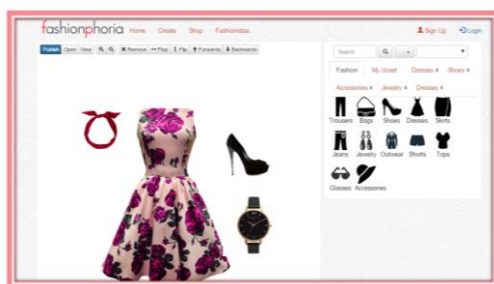 fashionphoria Home Create Shop Fashionistas Sign Up Login
Publish Open New Remove Flop Flip Forwards Backwards
Search
Fashion My closet Dresses x Shoes x
Accessories x Jewelry x Dresses x
Trousers Bags Shoes Dresses Skirts
Jeans Jewelry Outwear Shorts Tops
Glasses Accessories